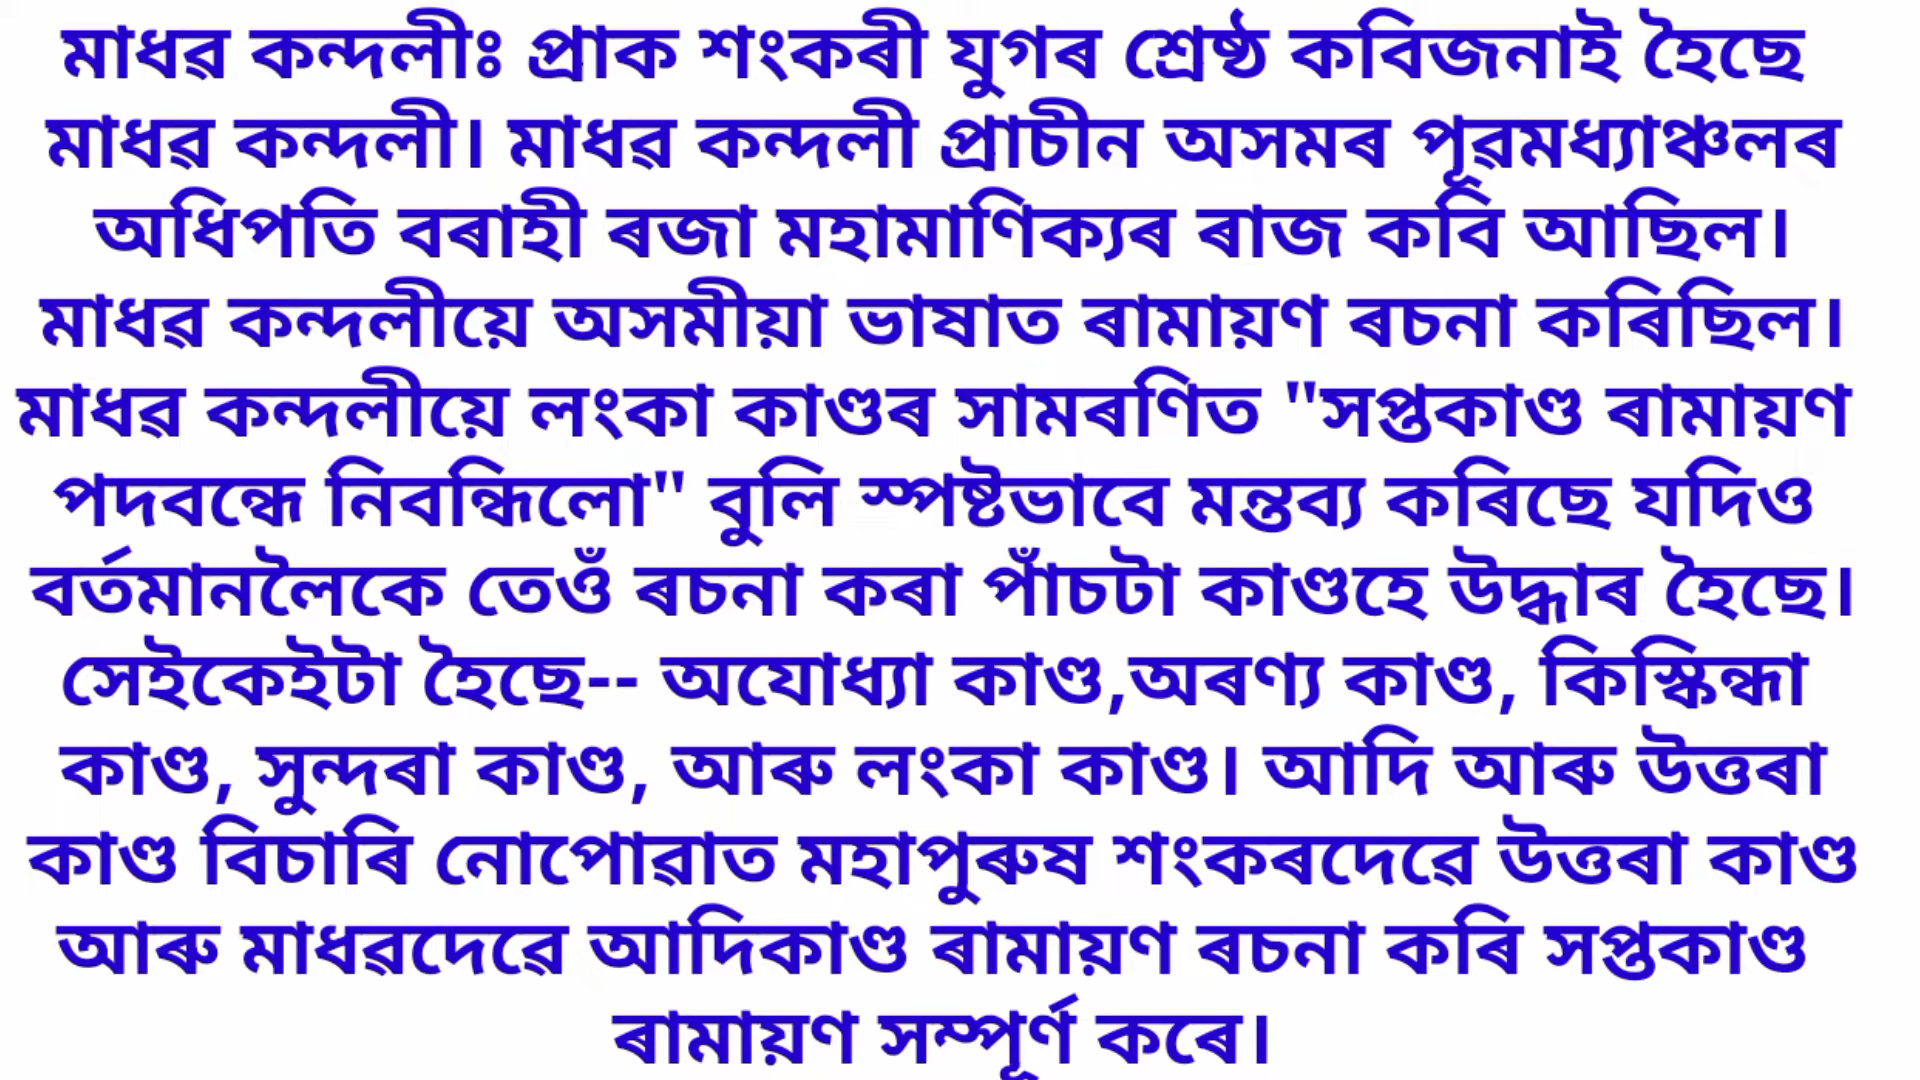 মাধৱ কন্দলীঃ প্ৰাক শংকৰী যুগৰ শ্ৰেষ্ঠ কবিজনাই হৈছে
মাধৱ কন্দলী। মাধৱ কন্দলী প্ৰাচীন অসমৰ পূৱমধ্যাঞ্চলৰ
অধিপতি বৰাহী ৰজা মহামাণিক্যৰ ৰাজ কবি আছিল।
মাধৱ কন্দলীয়ে অসমীয়া ভাষাত ৰামায়ণ ৰচনা কৰিছিল।
মাধৱ কন্দলীয়ে লংকা কাণ্ডৰ সামৰণিত "সপ্তকাণ্ড ৰামায়ণ
পদবন্ধে নিবন্ধিলো" বুলি স্পষ্টভাবে মন্তব্য কৰিছে যদিও
বৰ্তমানলৈকে তেওঁ ৰচনা কৰা পাঁচটা কাণ্ডহে উদ্ধাৰ হৈছে।
সেইকেইটা হৈছে-- অযোধ্যা কাণ্ড,অৰণ্য কাণ্ড, কিস্কিন্ধা
কাণ্ড, সুন্দৰা কাণ্ড, আৰু লংকা কাণ্ড। আদি আৰু উত্তৰা
কাণ্ড বিচাৰি নোপোৱাত মহাপুৰুষ শংকৰদেৱে উত্তৰা কাণ্ড
আৰু মাধৱদেৱে আদিকাণ্ড ৰামায়ণ ৰচনা কৰি সপ্তকাণ্ড
ৰামায়ণ সম্পূৰ্ণ কৰে।